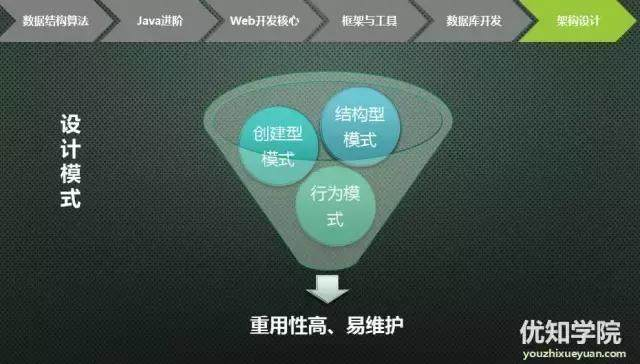 数据结构算法
Java进阶
Web开发核心
框架与工具
数据库开发
架构设计
设计模式
创建型
模式
结构型
模式
行为模
式
重用性高、易维护
优知学院
youzhixueyuan.com